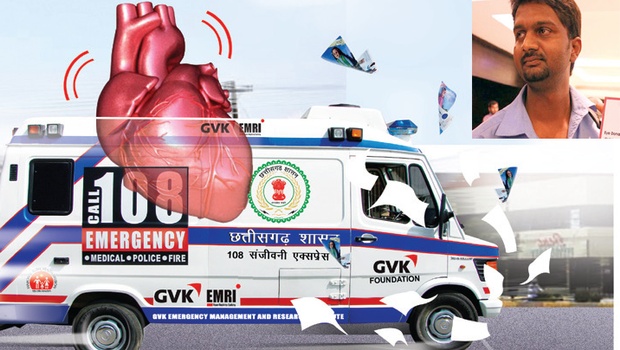 GVK EMRI
CALL
108
EMERGENCY
• MEDICAL • POLICE • FIRE
छत्तीसगढ़ शासन
छत्तीसगढ़ शासन
108 संजीवनी एक्सप्रेस
GVK
FOUNDATION
GVK EMRI
GVK EMERGENCY MANAGEMENT AND RESEARCH INSTITUTE